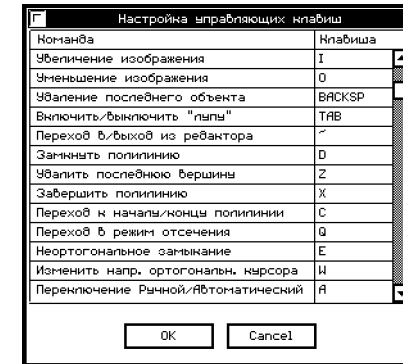 Настройка управляющих клавиш
Команда Клавиша
Увеличение изображения I
Уменьшение изображения O
Удаление последнего объекта BACKSP
Включить/выключить "лупу" TAB
Переход в/выход из редактора ~
Замкнуть полилинию D
Удалить последнюю вершину Z
Завершить полилинию X
Переход к началу/концу полилинии C
Переход в режим отсечения Q
Неортогональное замыкание E
Изменить напр. ортогональн. курсора W
Переключение Ручной/Автоматический A
OK Cancel